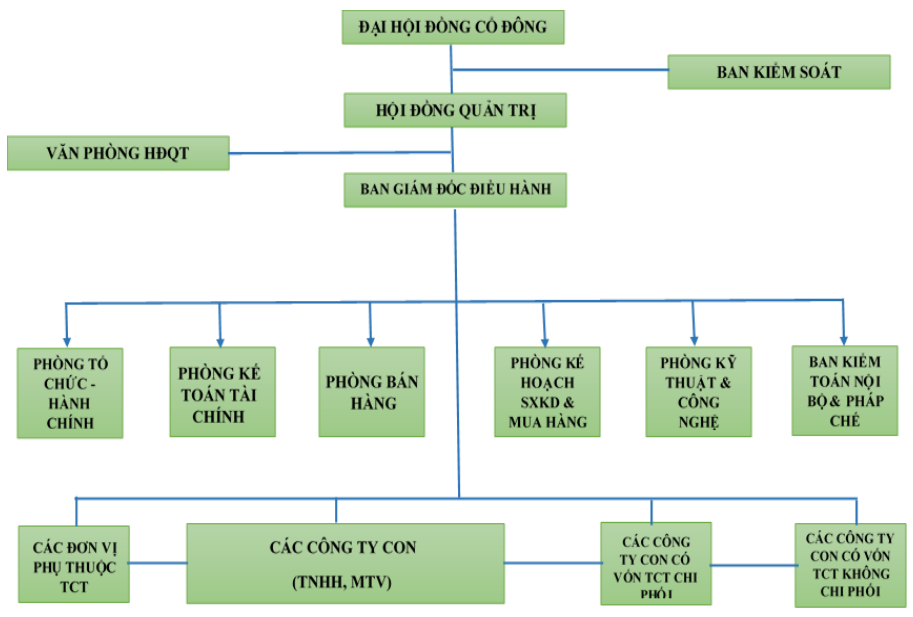 ĐẠI HỘI ĐỒNG CỔ ĐÔNG
BAN KIỂM SOÁT
HỘI ĐỒNG QUẢN TRỊ
VĂN PHÒNG HĐQT
BAN GIÁM ĐỐC ĐIỀU HÀNH
PHÒNG TỔ
CHỨC -
HÀNH
CHÍNH
PHÒNG KẾ
TOÁN TÀI
CHÍNH
PHÒNG BÁN
HÀNG
PHÒNG KẾ
HOẠCH
SXKD &
MUA HÀNG
PHÒNG KỸ
THUẬT &
CÔNG
NGHỆ
BAN KIỂM
TOÁN NỘI
BỘ & PHÁP
CHẾ
CÁC ĐƠN VỊ
PHỤ THUỘC
TCT
CÁC CÔNG TY CON
(TNHH, MTV)
CÁC CÔNG
TY CON CÓ
VỐN TCT CHI
PHỐI
CÁC CÔNG TY
CON CÓ VỐN
TCT KHÔNG
CHI PHỐI